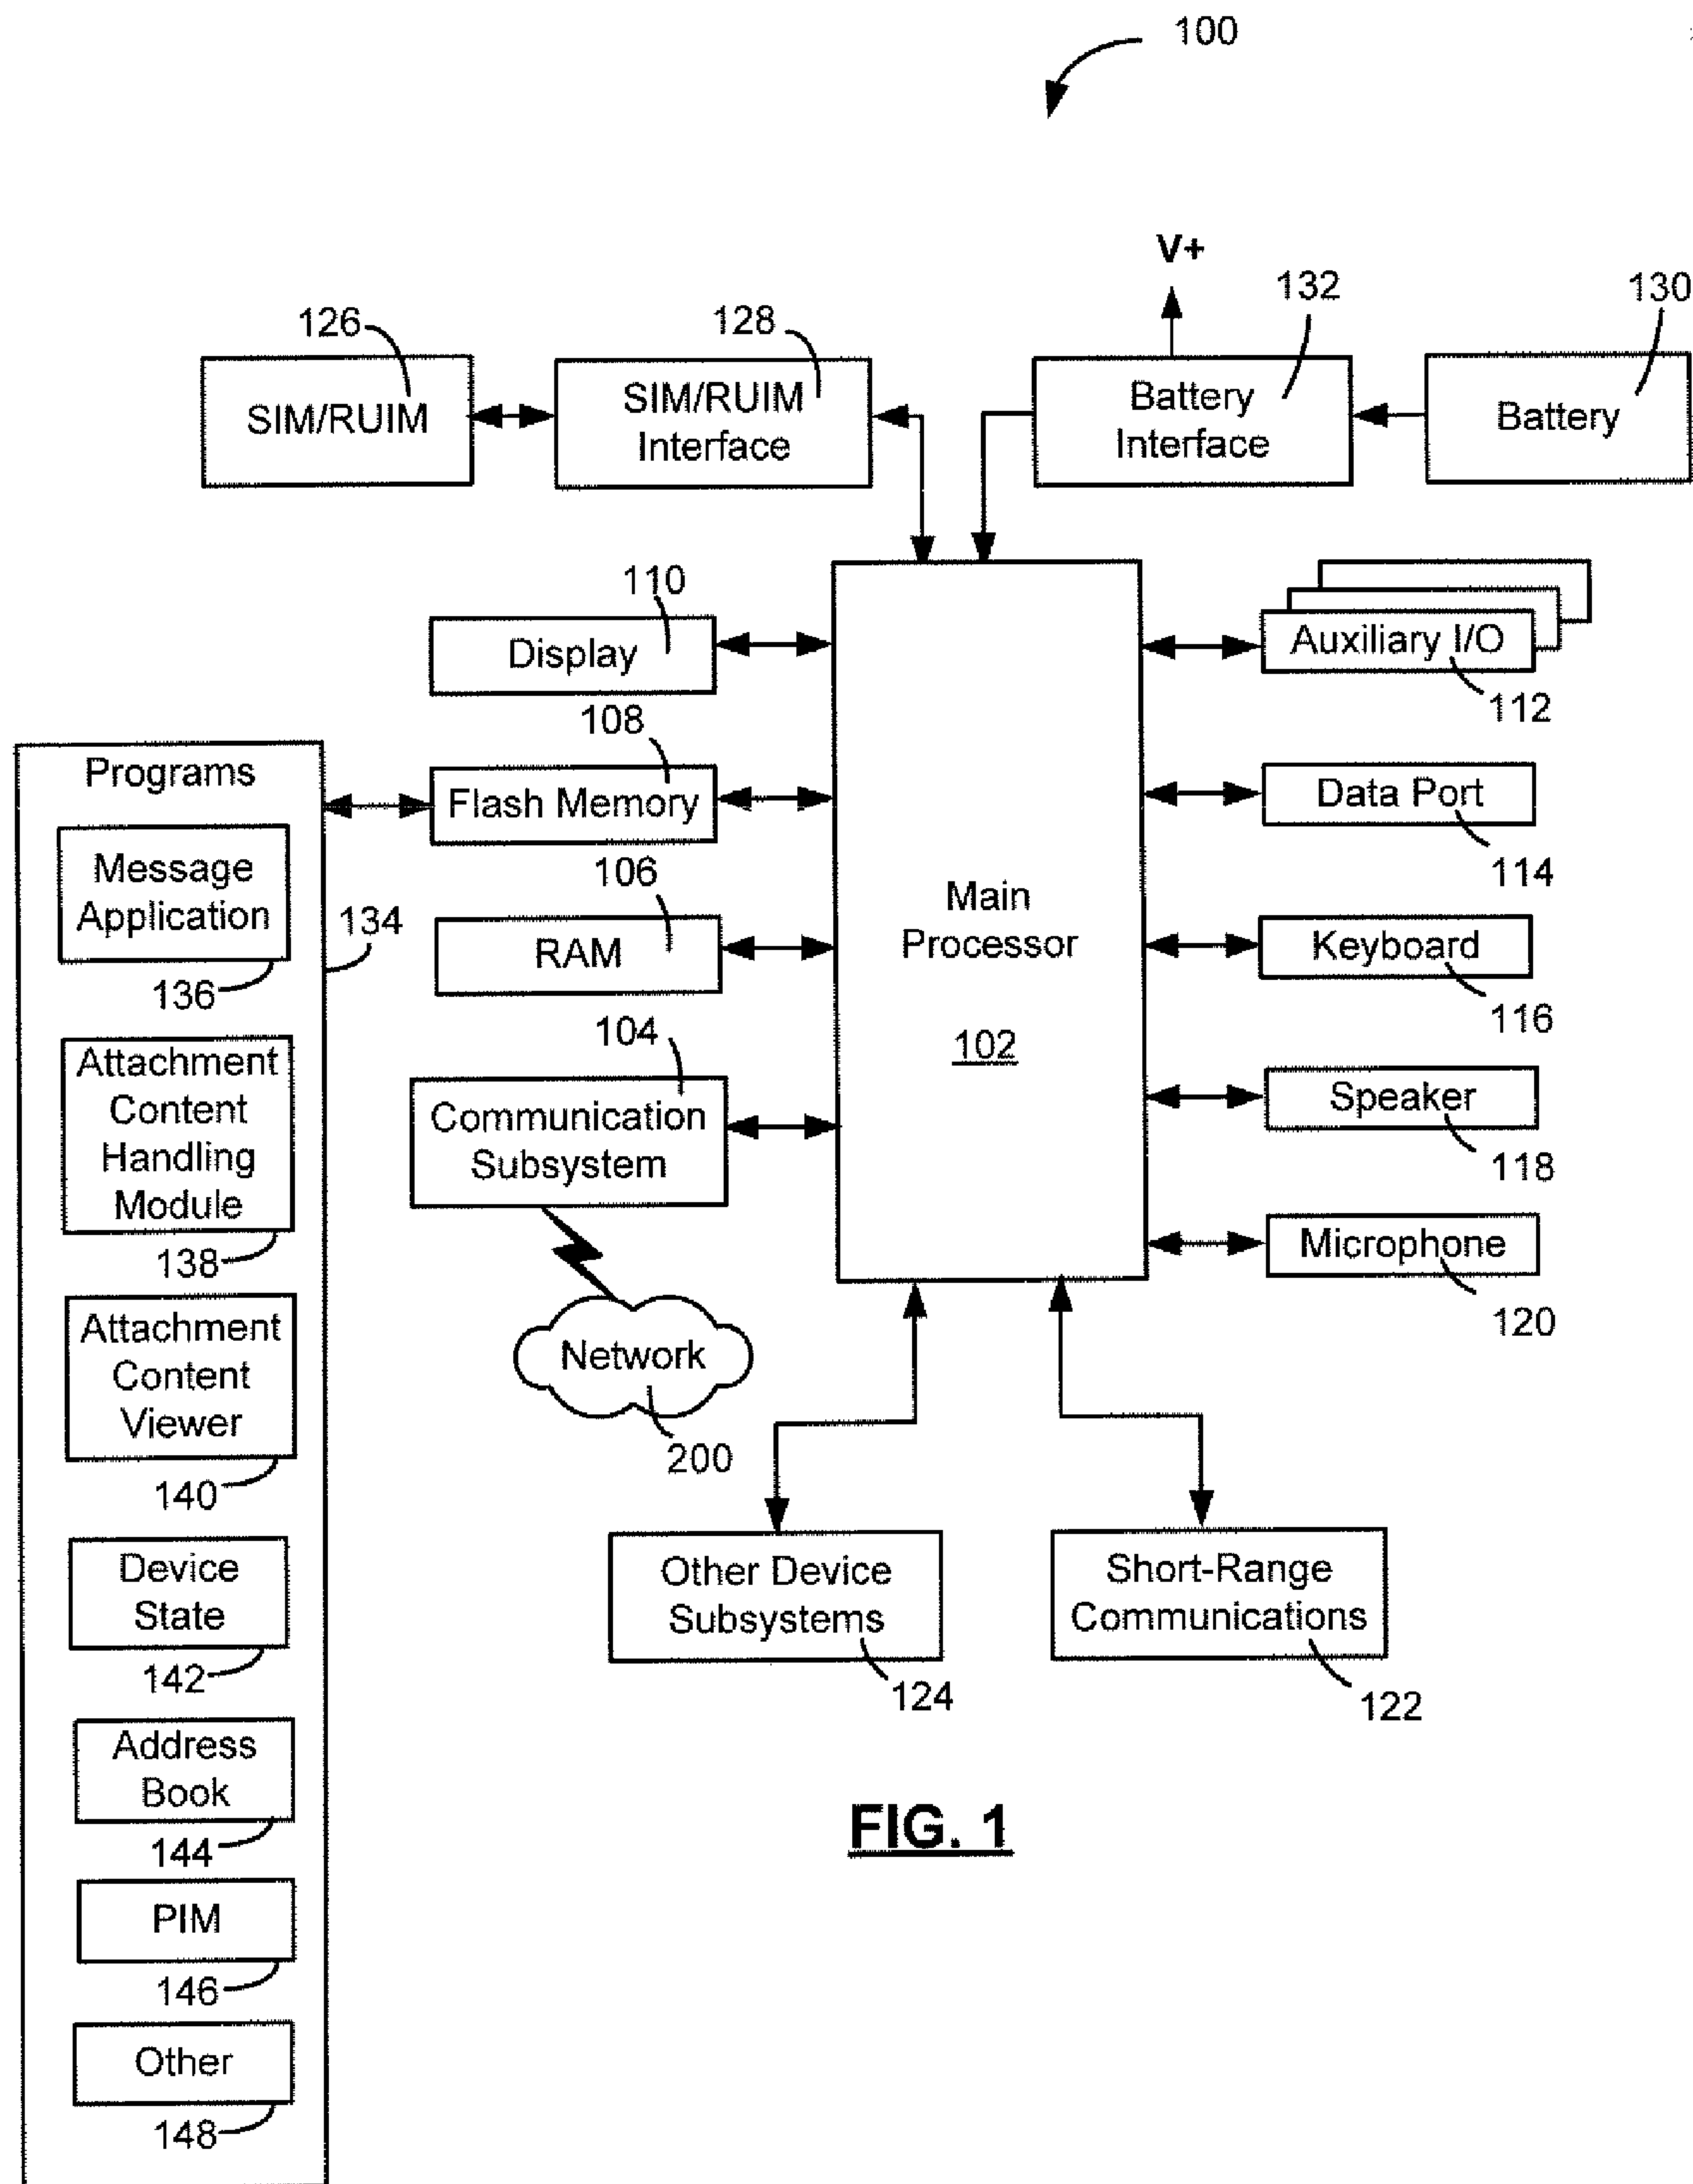 100
V+
132
130
126
128
SIM/RUIM
SIM/RUIM
Interface
Battery
Interface
Battery
110
Display
Auxiliary I/O
112
108
Programs
Flash Memory
Data Port
114
Message
Application
136
134
106
RAM
Main
Processor
102
Keyboard
116
104
Communication
Subsystem
Speaker
118
Attachment
Content
Handling
Module
138
Microphone
120
Attachment
Content
Viewer
140
Network
200
Device
State
142
Other Device
Subsystems
124
Short-Range
Communications
122
Address
Book
144
FIG. 1
PIM
146
Other
148